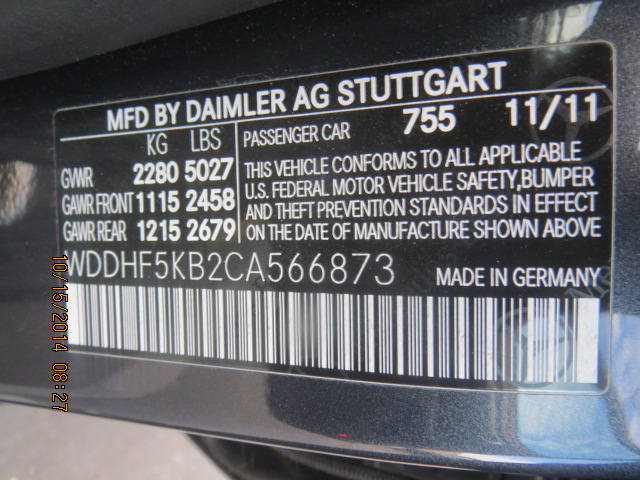 MFD BY DAIMLER AG STUTTGART
KG LBS PASSENGER CAR 755 11/11
GVWR 2280 5027
GAWR FRONT 1115 2458
GAWR REAR 1215 2679
THIS VEHICLE CONFORMS TO ALL APPLICABLE
U.S. FEDERAL MOTOR VEHICLE SAFETY,BUMPER
AND THEFT PREVENTION STANDARDS IN EFFECT
ON THE DATE OF MANUFACTURE SHOWN ABOVE
WDDHF5KB2CA566873 MADE IN GERMANY
10/15/2014 08:27